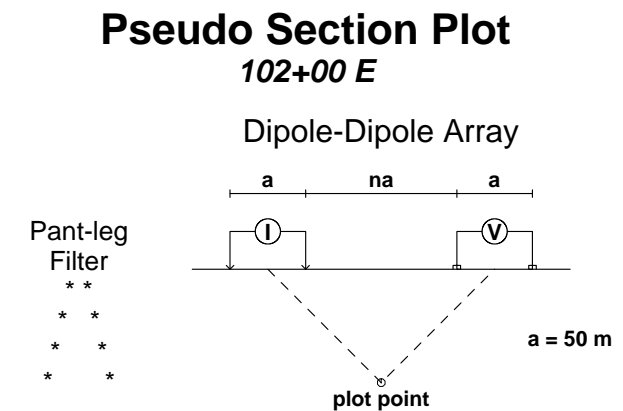 Pseudo Section Plot
102+00 E
Dipole-Dipole Array
a na a
I V
Pant-leg
Filter
* *
* *
* *
* *
a = 50 m
plot point